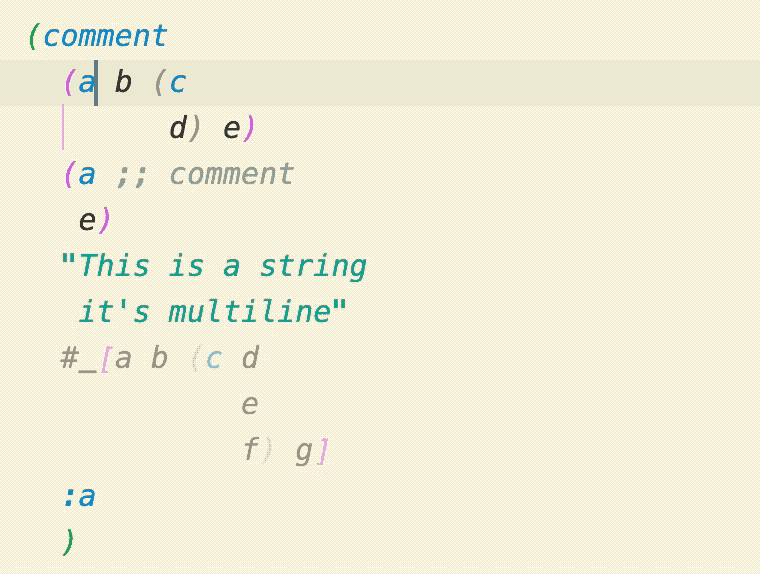 (comment
  (a b (c
        d) e)
  (a ;; comment
   e)
  "This is a string
   it's multiline"
  #_[a b (c d
            e
            f) g]
  :a
  )